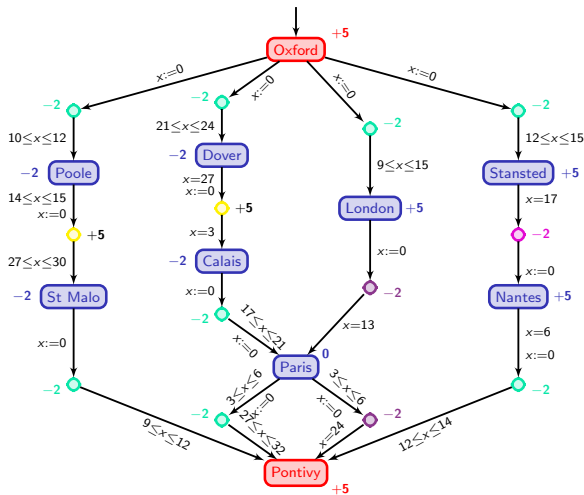 +5
Oxford
x:=0
x:=0
x:=0
x:=0
−2
−2
−2
−2
10≤x≤12
21≤x≤24
9≤x≤15
12≤x≤15
−2 Poole
−2 Dover
London +5
Stansted +5
14≤x≤15
x:=0
x=27
x:=0
x=17
+5
+5
−2
27≤x≤30
x=3
x:=0
x:=0
−2 St Malo
−2 Calais
−2
Nantes +5
x:=0
x:=0
−2
17≤x≤21
x:=0
x=13
x=6
x:=0
0
Paris
−2
3≤x≤6
x:=0
3≤x≤6
x:=0
−2
−2
−2
9≤x≤12
27≤x≤32
x=24
12≤x≤14
Pontivy
+5